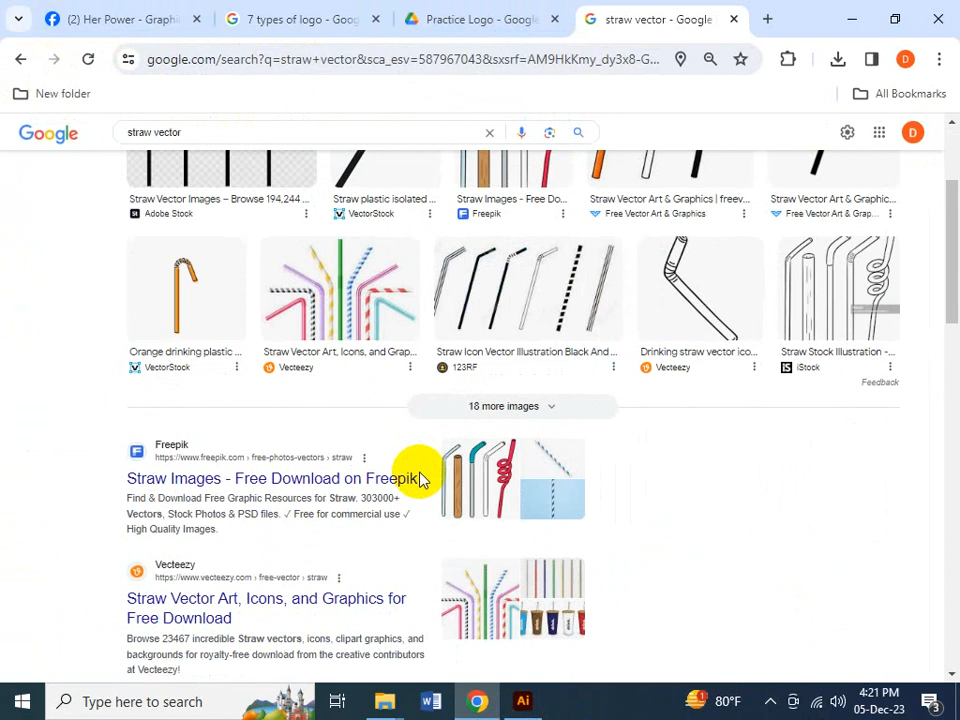 (2) Her Power - Graphi
7 types of logo - Goog
Practice Logo - Google
straw vector - Google
google.com/search?q=straw+vector&sca_esv=587967043&sxsrf=AM9HkKmy_dy3x8-G...
D
New folder
All Bookmarks
Google
straw vector
D
Straw Vector Images – Browse 194,244 ...
Straw plastic isolated ...
Straw Images - Free Do...
Straw Vector Art & Graphics | freev...
Straw Vector Art & Graphic...
Adobe Stock
VectorStock
Freepik
Free Vector Art & Graphics
Free Vector Art & Grap...
Orange drinking plastic ...
Straw Vector Art, Icons, and Grap...
Straw Icon Vector Illustration Black And ...
Drinking straw vector ico...
Straw Stock Illustration -...
VectorStock
Vecteezy
123RF
Vecteezy
iStock
Feedback
18 more images
Freepik
https://www.freepik.com › free-photos-vectors › straw
Straw Images - Free Download on Freepik
Find & Download Free Graphic Resources for Straw. 303000+
Vectors, Stock Photos & PSD files. ✓ Free for commercial use ✓
High Quality Images.
Vecteezy
https://www.vecteezy.com › free-vector › straw
Straw Vector Art, Icons, and Graphics for
Free Download
Browse 23467 incredible Straw vectors, icons, clipart graphics, and
backgrounds for royalty-free download from the creative contributors
at Vecteezy!
Type here to search
Ai
80°F
4:21 PM
05-Dec-23
3